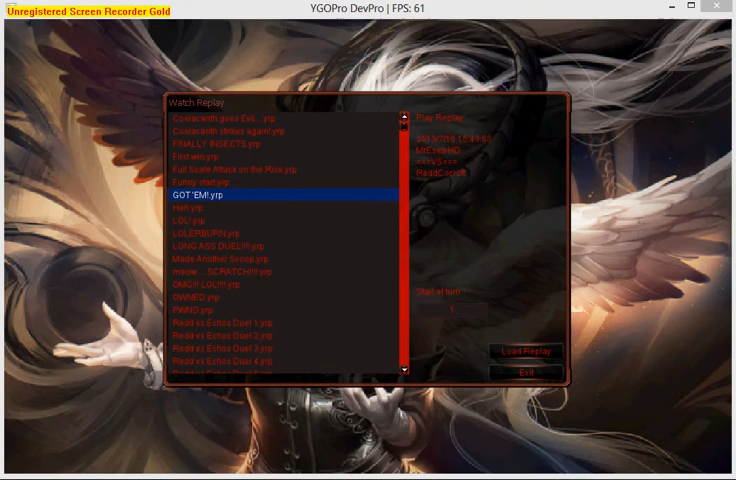 Unregistered Screen Recorder Gold
YGOPro DevPro | FPS: 61
Watch Replay
Coelacanth goes Exii....yrp
Coelacanth strikes again!.yrp
FINALLY INSECTS.yrp
First win.yrp
Full Scale Attack on the Rise.yrp
Funny start.yrp
GOT 'EM!.yrp
Hell.yrp
LOL!.yrp
LOLERBURN.yrp
LONG ASS DUEL!!!!.yrp
Made Another Scoop.yrp
meow.... SCRATCH!!!!.yrp
OMG!!! LOL!!!!.yrp
OWNED.yrp
PWND.yrp
Redd vs Echos Duel 1.yrp
Redd vs Echos Duel 2.yrp
Redd vs Echos Duel 3.yrp
Redd vs Echos Duel 4.yrp
Play Replay
===VS===
ReddCocroft
Start at turn
1
Load Replay
Exit